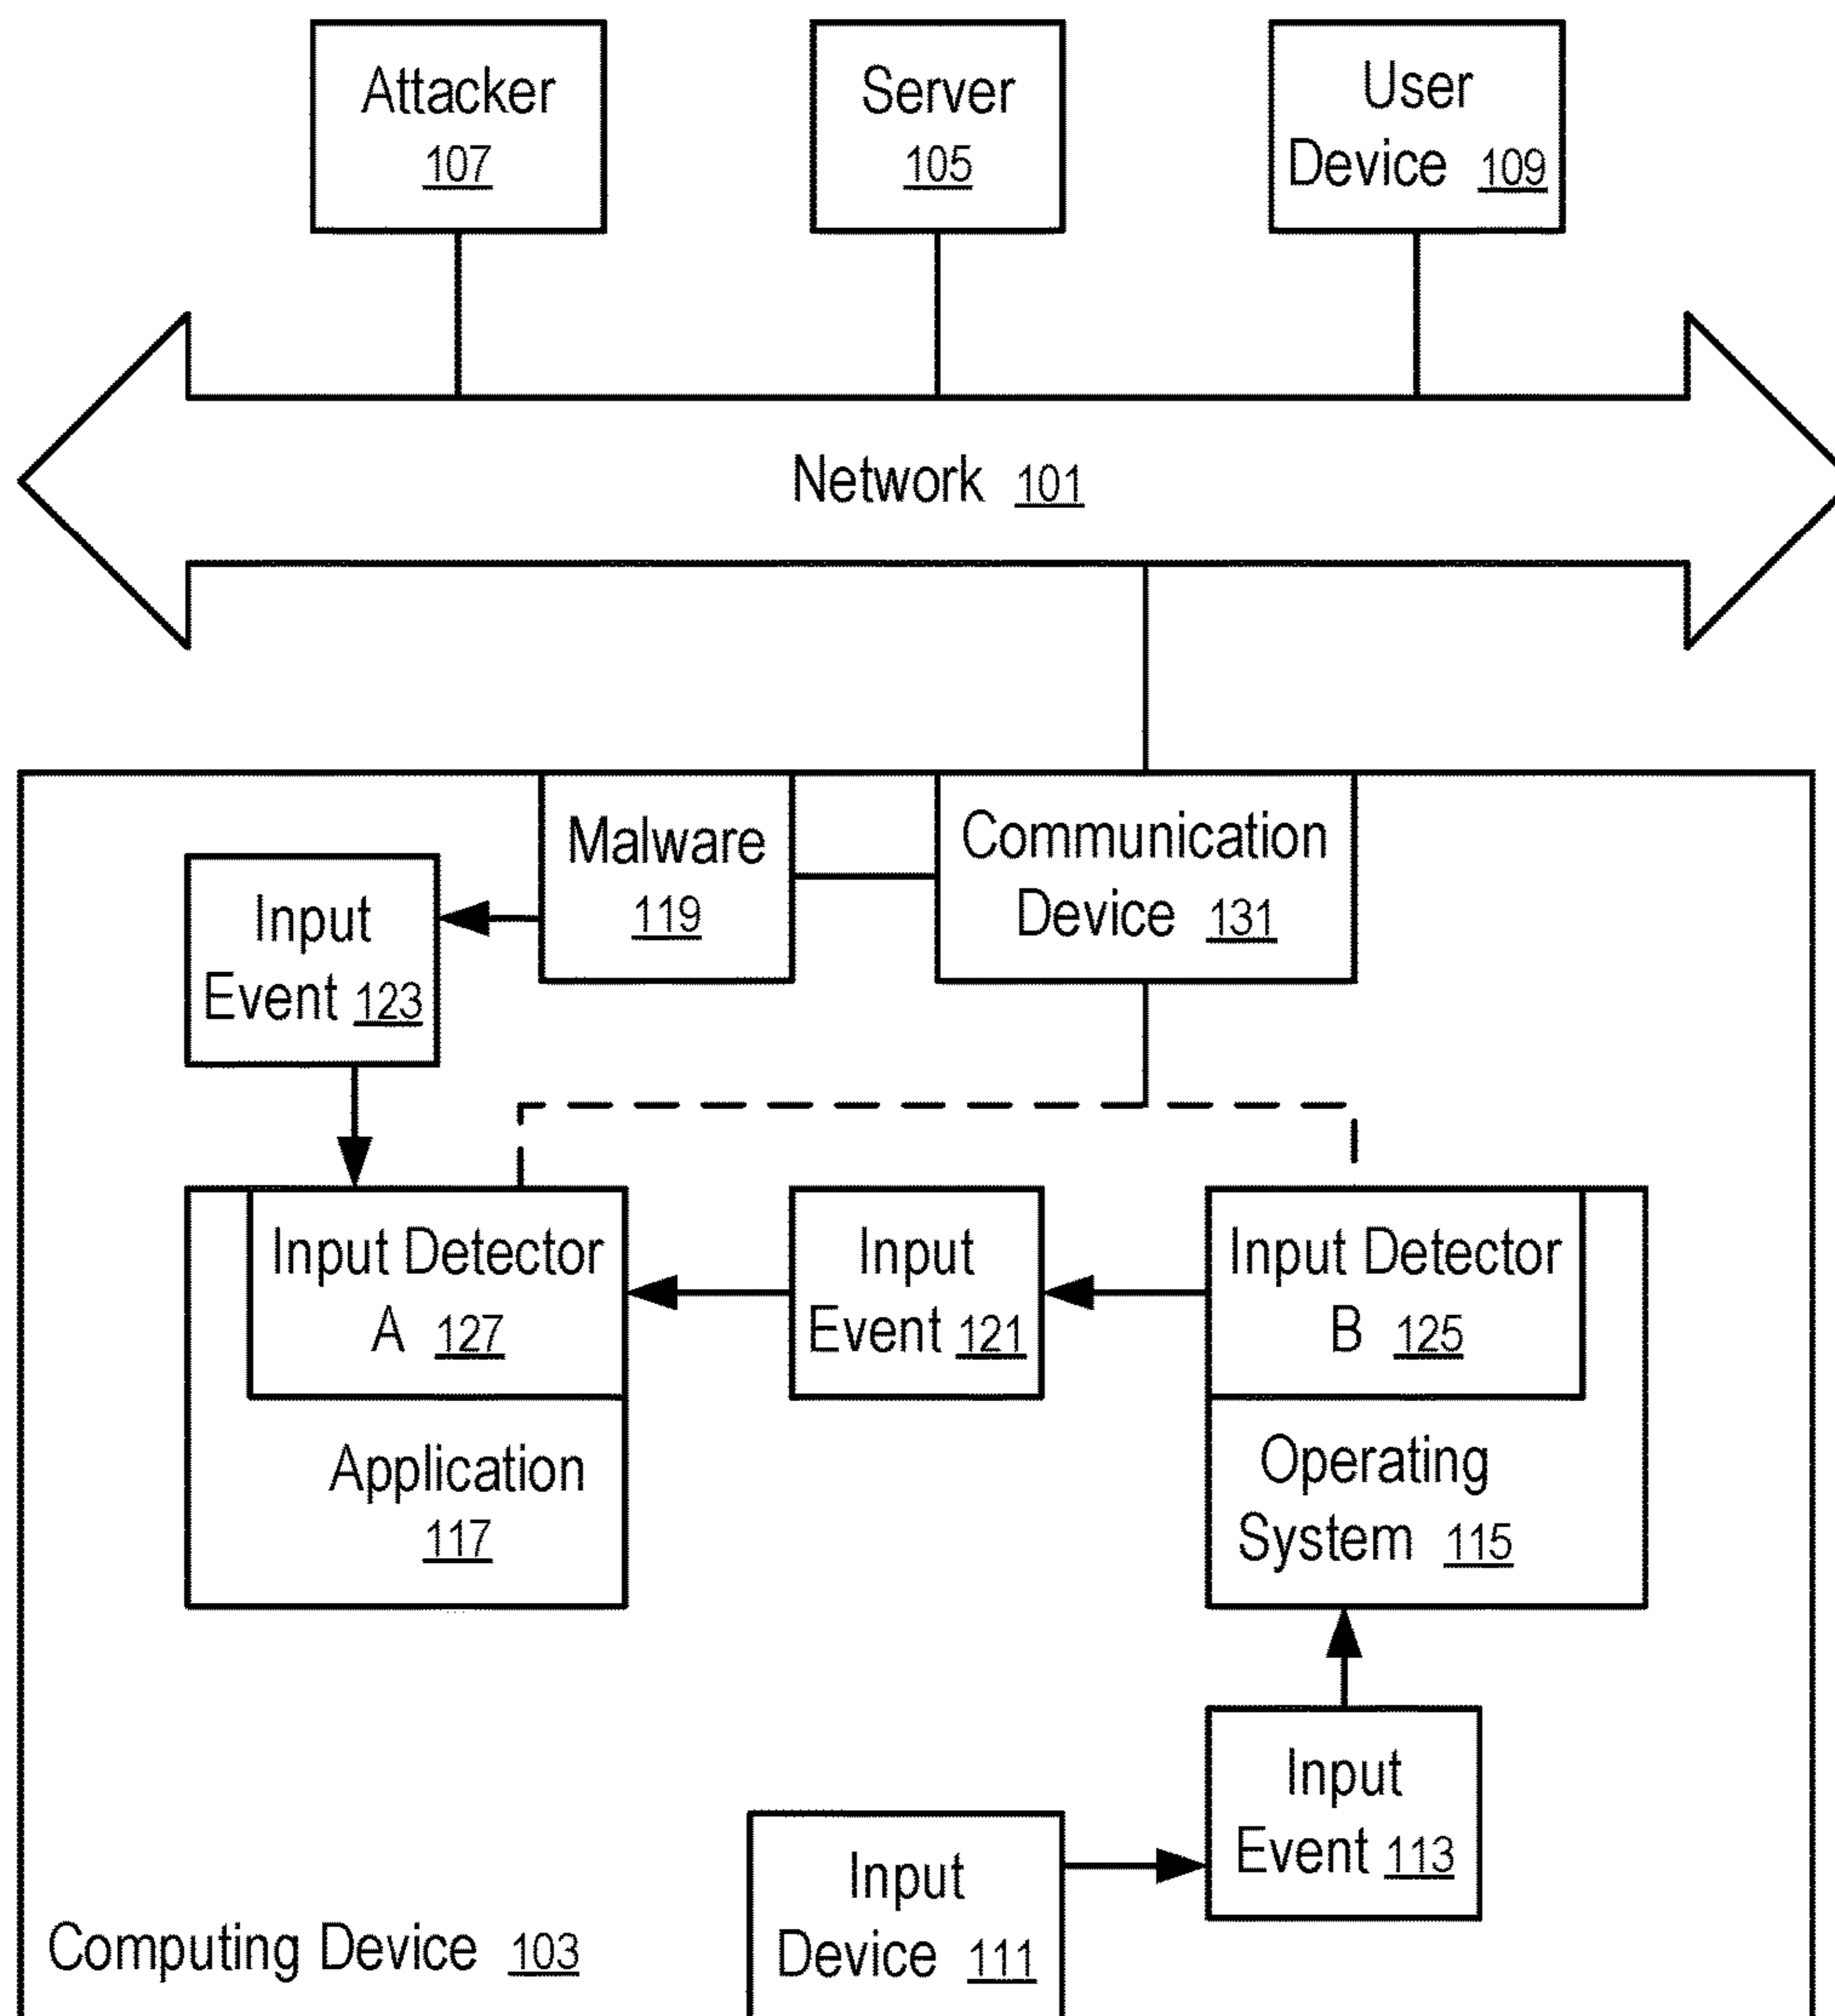 Attacker
107
Server
105
User
Device 109
Network 101
Malware
119
Communication
Device 131
Input
Event 123
Input Detector
A 127
Application
117
Input
Event 121
Input Detector
B 125
Operating
System 115
Input
Event 113
Input
Device 111
Computing Device 103